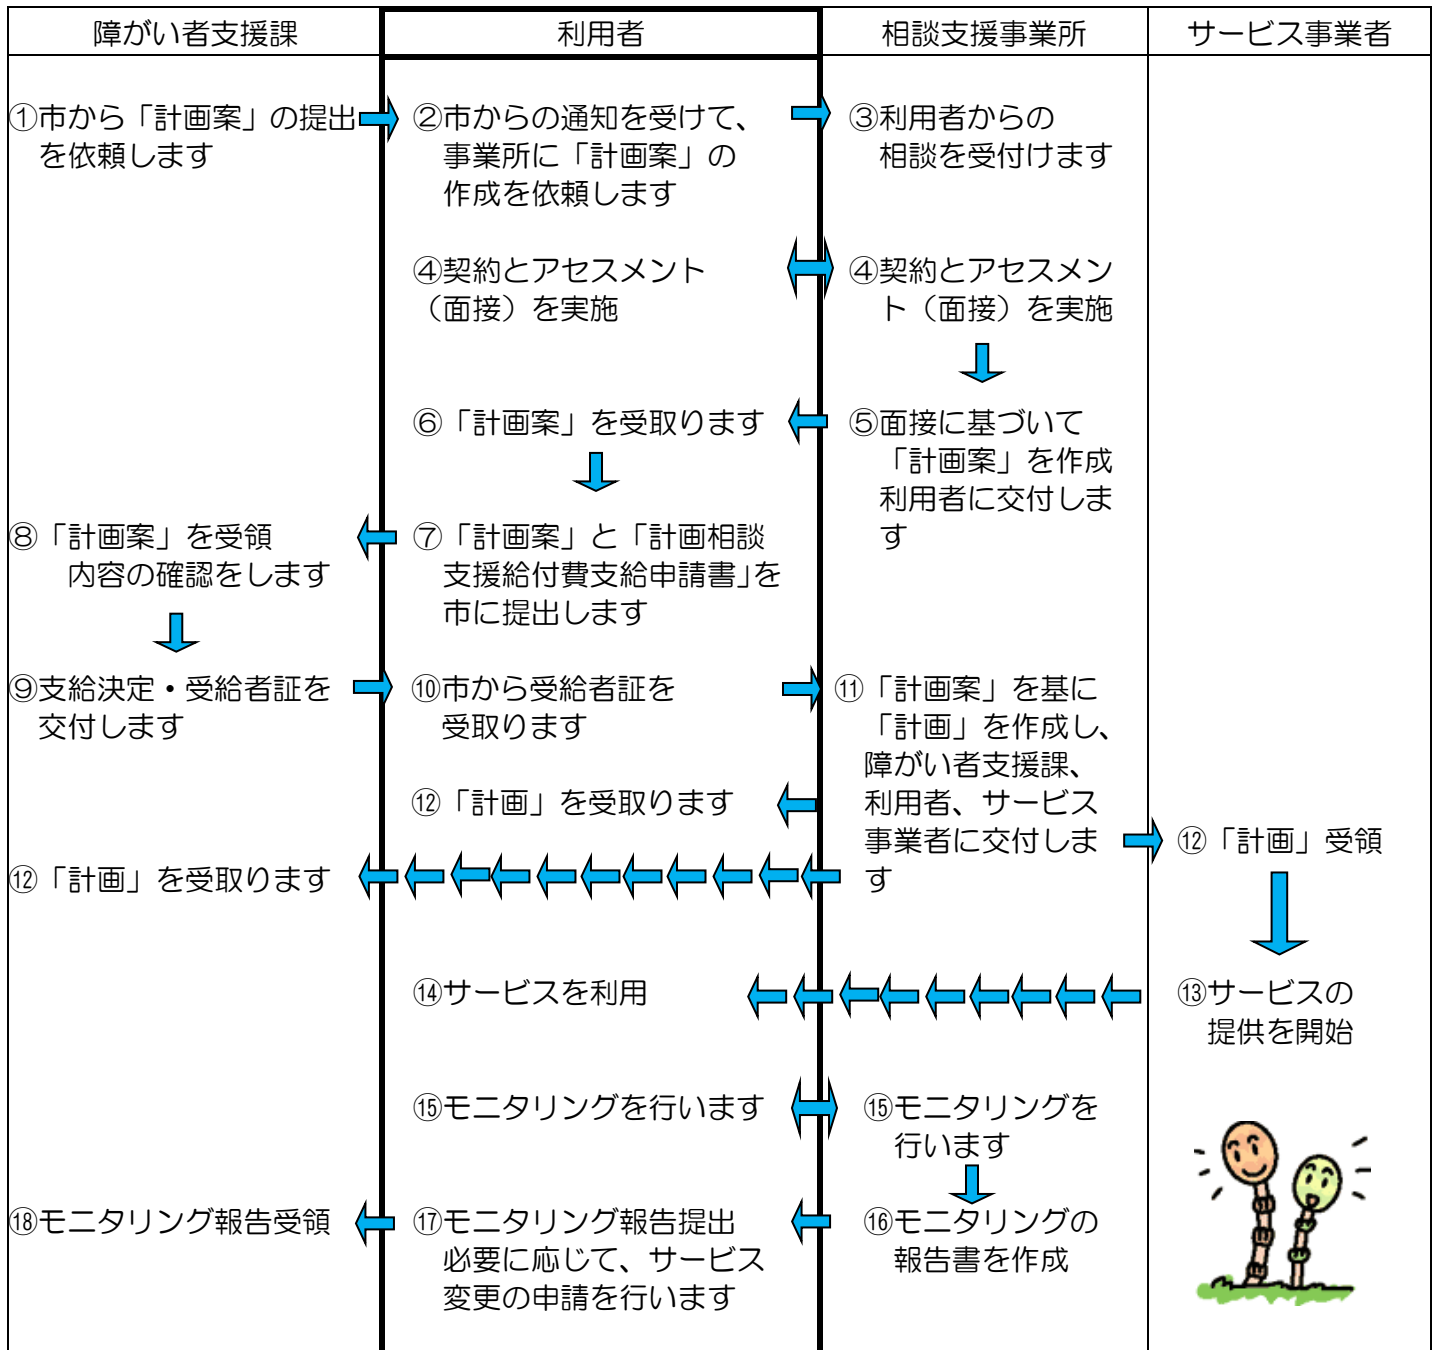 障がい者支援課
利用者
相談支援事業所
サービス事業者
①市から「計画案」の提出
を依頼します
②市からの通知を受けて、
事業所に「計画案」の
作成を依頼します
③利用者からの
相談を受付けます
④契約とアセスメント
（面接）を実施
④契約とアセスメン
ト（面接）を実施
⑥「計画案」を受取ります
⑤面接に基づいて
「計画案」を作成
利用者に交付しま
す
⑧「計画案」を受領
内容の確認をします
⑦「計画案」と「計画相談
支援給付費支給申請書」を
市に提出します
⑨支給決定・受給者証を
交付します
⑩市から受給者証を
受取ります
⑪「計画案」を基に
「計画」を作成し、
障がい者支援課、
利用者、サービス
事業者に交付しま
す
⑫「計画」を受取ります
⑫「計画」受領
⑫「計画」を受取ります
⑭サービスを利用
⑬サービスの
提供を開始
⑮モニタリングを行います
⑮モニタリングを
行います
⑱モニタリング報告受領
⑰モニタリング報告提出
必要に応じて、サービス
変更の申請を行います
⑯モニタリングの
報告書を作成